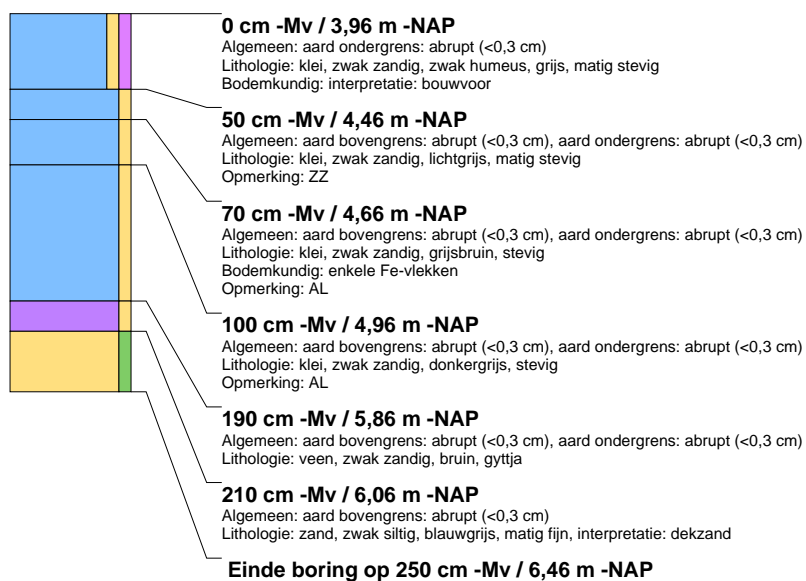 0 cm -Mv / 3,96 m -NAP
Algemeen: aard ondergrens: abrupt (<0,3 cm)
Lithologie: klei, zwak zandig, zwak humeus, grijs, matig stevig
Bodemkundig: interpretatie: bouwvoor
50 cm -Mv / 4,46 m -NAP
Algemeen: aard bovengrens: abrupt (<0,3 cm), aard ondergrens: abrupt (<0,3 cm)
Lithologie: klei, zwak zandig, lichtgrijs, matig stevig
Opmerking: ZZ
70 cm -Mv / 4,66 m -NAP
Algemeen: aard bovengrens: abrupt (<0,3 cm), aard ondergrens: abrupt (<0,3 cm)
Lithologie: klei, zwak zandig, grijsbruin, stevig
Bodemkundig: enkele Fe-vlekken
Opmerking: AL
100 cm -Mv / 4,96 m -NAP
Algemeen: aard bovengrens: abrupt (<0,3 cm), aard ondergrens: abrupt (<0,3 cm)
Lithologie: klei, zwak zandig, donkergrijs, stevig
Opmerking: AL
190 cm -Mv / 5,86 m -NAP
Algemeen: aard bovengrens: abrupt (<0,3 cm), aard ondergrens: abrupt (<0,3 cm)
Lithologie: veen, zwak zandig, bruin, gyttja
210 cm -Mv / 6,06 m -NAP
Algemeen: aard bovengrens: abrupt (<0,3 cm)
Lithologie: zand, zwak siltig, blauwgrijs, matig fijn, interpretatie: dekzand
Einde boring op 250 cm -Mv / 6,46 m -NAP